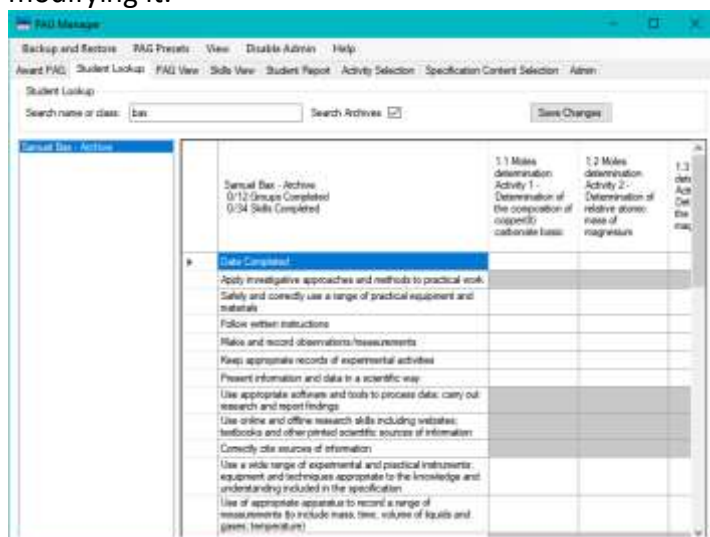 modifying it.
PAG Manager
Backup and Restore PAG Presets View Disable Admin Help
Award PAG Student Lookup PAG View Skills View Student Report Activity Selection Specification Content Selection Admin
Student Lookup
Search name or class: bax Search Archives Save Changes
Samuel Bax - Archive
Samuel Bax - Archive
0/12 Groups Completed
0/34 Skills Completed
1.1 Moles
determination
Activity 1 -
Determination of
the composition of
copper(II)
carbonate basic
1.2 Moles
determination
Activity 2 -
Determination of
relative atomic
mass of
magnesium
1.3
dete
Acti
Det
the
mag
Date Completed
Apply investigative approaches and methods to practical work
Safely and correctly use a range of practical equipment and
materials
Follow written instructions
Make and record observations/measurements
Keep appropriate records of experimental activities
Present information and data in a scientific way
Use appropriate software and tools to process data; carry out
research and report findings
Use online and offline research skills including websites;
textbooks and other printed scientific sources of information
Correctly cite sources of information
Use a wide range of experimental and practical instruments;
equipment and techniques appropriate to the knowledge and
understanding included in the specification
Use of appropriate apparatus to record a range of
measurements (to include mass; time; volume of liquids and
gases; temperature)